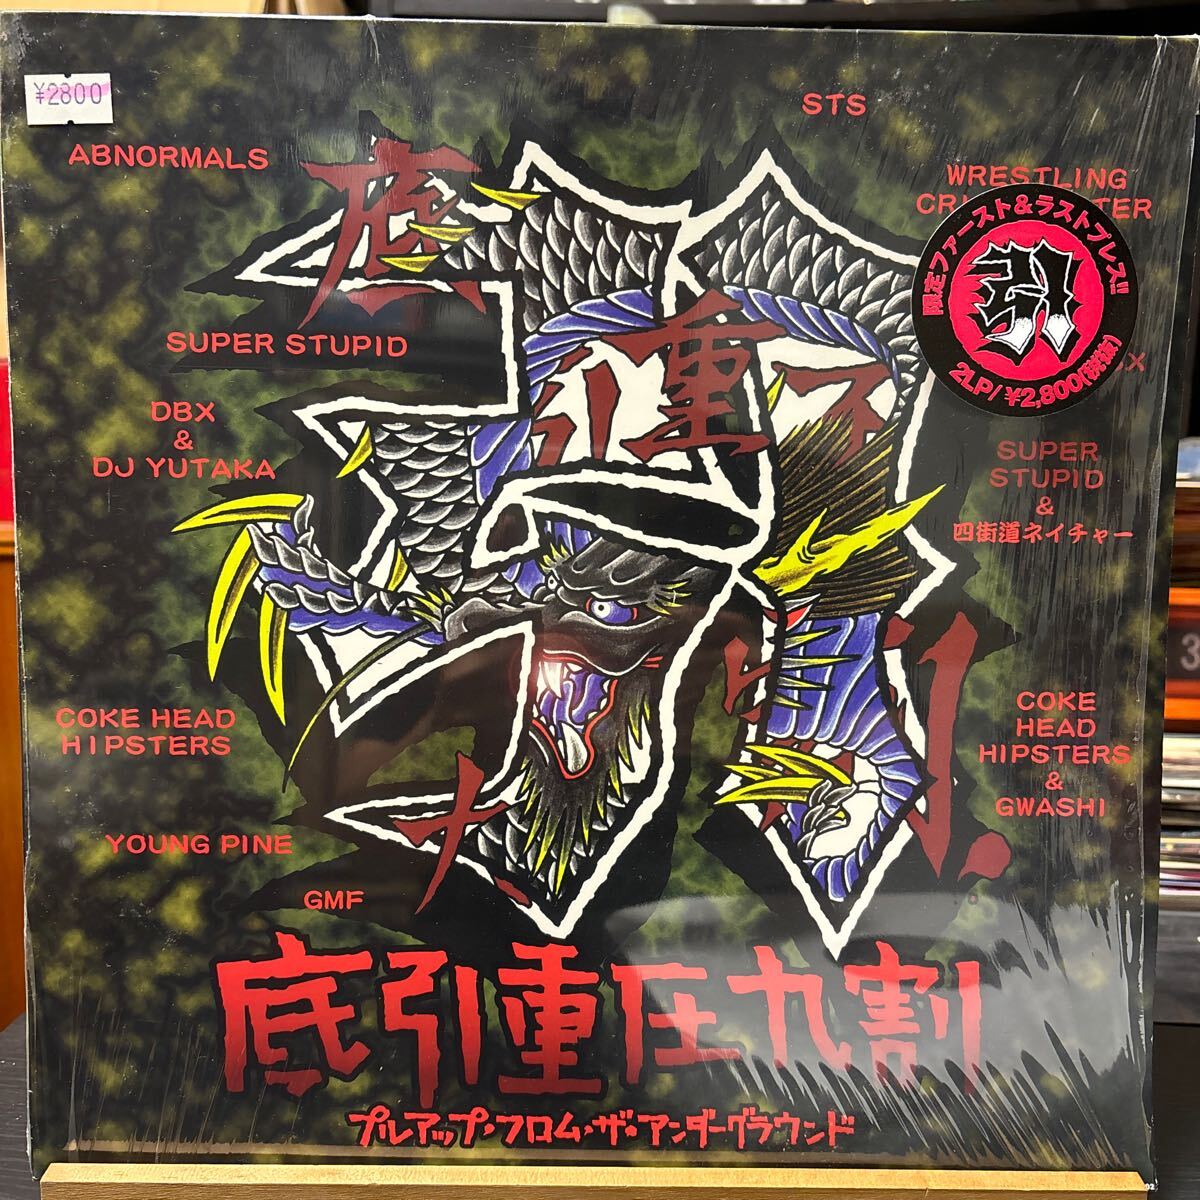 ¥2800
STS
ABNORMALS
WRESTLING
限定ファースト&ラストプレス!!
引
2LP/¥2,800(税抜)
SUPER STUPID
DBX
&
DJ YUTAKA
SUPER
STUPID
&
四街道ネイチャー
COKE HEAD
HIPSTERS
COKE
HEAD
HIPSTERS
&
GWASHI
YOUNG PINE
GMF
底引重圧九割
プルアップ・フロム・ザ・アンダーグラウンド